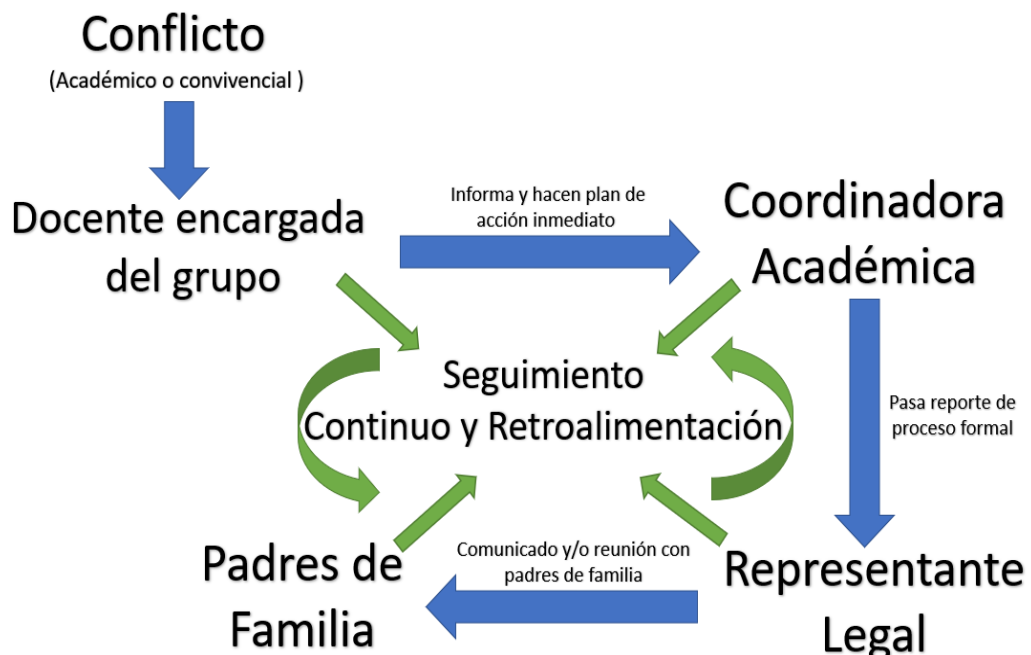 Conflicto
(Académico o convivencial )
Docente encargada
del grupo
Informa y hacen plan de
acción inmediato
Coordinadora
Académica
Seguimiento
Continuo y Retroalimentación
Pasa reporte de
proceso formal
Representante
Legal
Comunicado y/o reunión con
padres de familia
Padres de
Familia